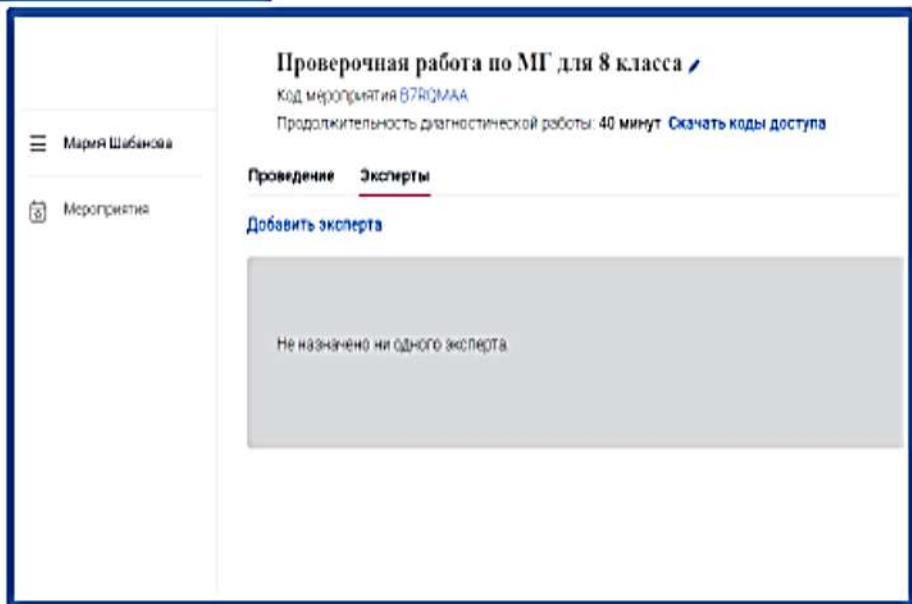 Проверочная работа по МГ для 8 класса
Код мероприятия B7RQMAA
Продолжительность диагностической работы: 40 минут Скачать коды доступа
Мария Шабанова
Мероприятия
Проведение Эксперты
Добавить эксперта
Не назначено ни одного эксперта.